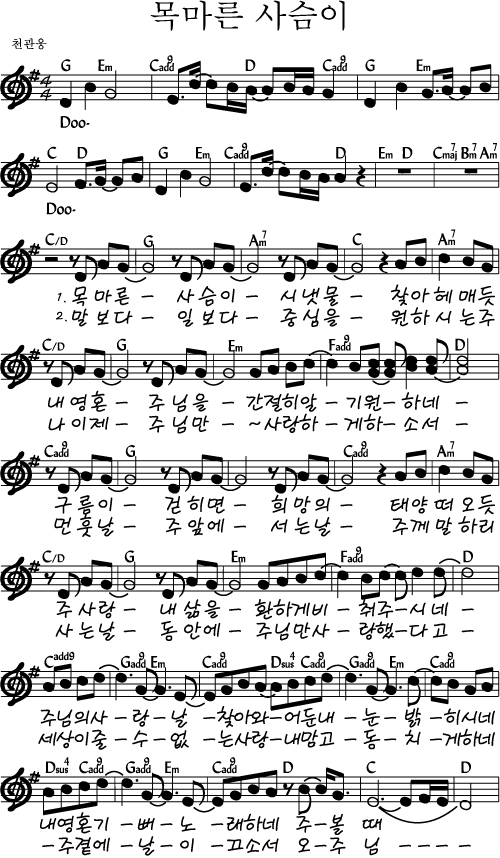 목마른 사슴이
천관웅
G Em Cadd9 D Cadd9 G Em
Doo-
C D G Em Cadd9 D Em D Cmaj7 Bm7 Am7
Doo-
C/D G Am7 C Am7
1. 목 마른 - 사슴이 - 시냇물 - 찾아 헤매듯
2. 말 보다 - 일 보다 - 중심을 - 원하시는주
C/D G Em Fadd9
내 영혼 - 주 님을 - 간절히알 - 기원 - 하네 -
나 이제 - 주 님만 - ~사랑하 - 게하 - 소서 -
Cadd9 G Cadd9 Am7
구 름이 - 걷 히면 - 희 망의 - 태양 떠 오듯
먼 훗날 - 주 앞에 - 서 는날 - 주께 말 하리
C/D G Em Fadd9
주 사랑 - 내 삶을 - 환하게비 - 춰주 - 시네 -
사 는날 - 동 안에 - 주님만사 - 랑했 - 다고 -
Cadd9 Gadd9 Em Cadd9 Dsus4 Cadd9 Gadd9 Em Cadd9
주님의사 - 랑 - 날 - 찾아와 - 어둔내 - 눈 - 밝 - 히시네
세상이줄 - 수 - 없 - 는사랑 - 내맘고 - 동 - 치 - 게하네
Dsus4 Cadd9 Gadd9 Em Cadd9 D C D
내영혼기 - 뻐 - 노 - 래하네 주 - 볼 때
- 주곁에 - 날 - 이 - 끄소서 오 - 주 님 - - - -